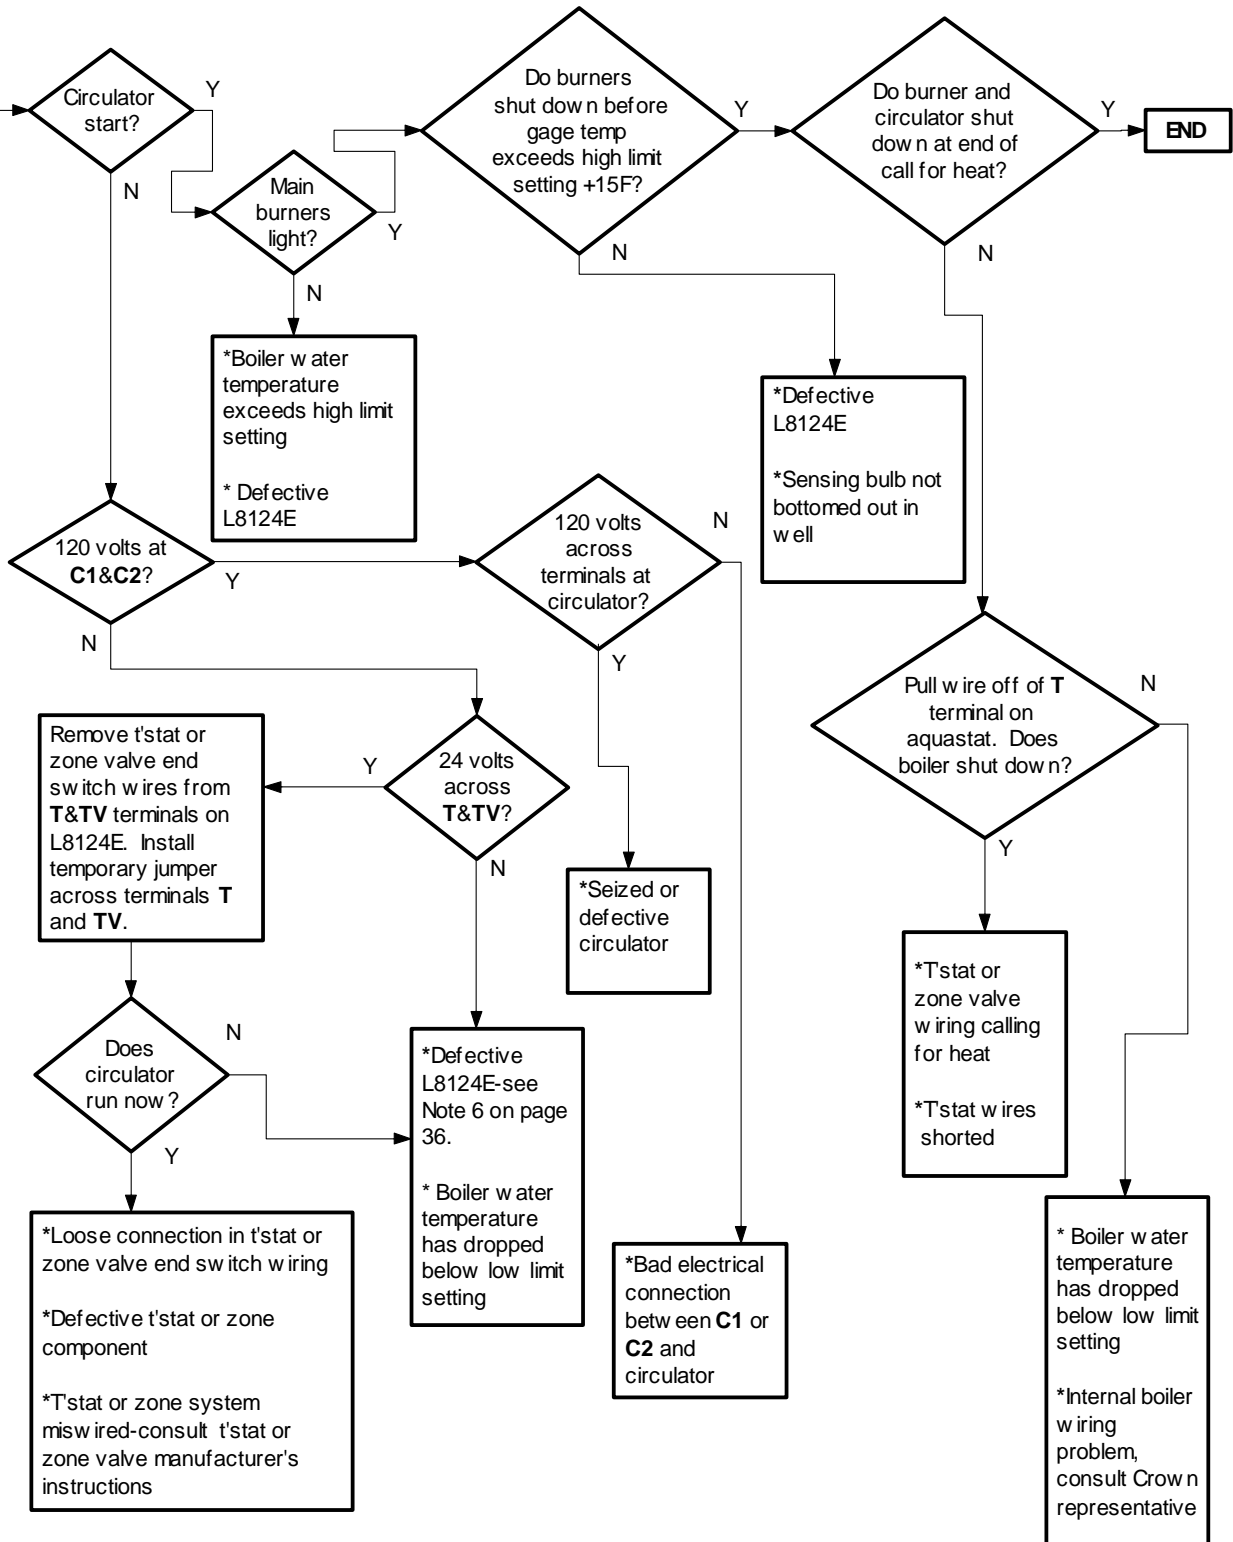 Circulator
start?
Y
N
Main
burners
light?
Y
N
Do burners
shut down before
gage temp
exceeds high limit
setting +15F?
Y
N
Do burner and
circulator shut
down at end of
call for heat?
Y
N
END
*Boiler water
temperature
exceeds high limit
setting
* Defective
L8124E
*Defective
L8124E
*Sensing bulb not
bottomed out in
well
120 volts at
C1&C2?
Y
N
120 volts
across
terminals at
circulator?
N
Y
Pull wire off of T
terminal on
aquastat. Does
boiler shut down?
N
Y
Remove t'stat or
zone valve end
switch wires from
T&TV terminals on
L8124E. Install
temporary jumper
across terminals T
and TV.
Y
24 volts
across
T&TV?
N
*Seized or
defective
circulator
*T'stat or
zone valve
wiring calling
for heat
*T'stat wires
shorted
Does
circulator
run now?
N
Y
*Defective
L8124E-see
Note 6 on page
36.
* Boiler water
temperature
has dropped
below low limit
setting
*Loose connection in t'stat or
zone valve end switch wiring
*Defective t'stat or zone
component
*T'stat or zone system
miswired-consult t'stat or
zone valve manufacturer's
instructions
*Bad electrical
connection
between C1 or
C2 and
circulator
* Boiler water
temperature
has dropped
below low limit
setting
*Internal boiler
wiring
problem,
consult Crown
representative